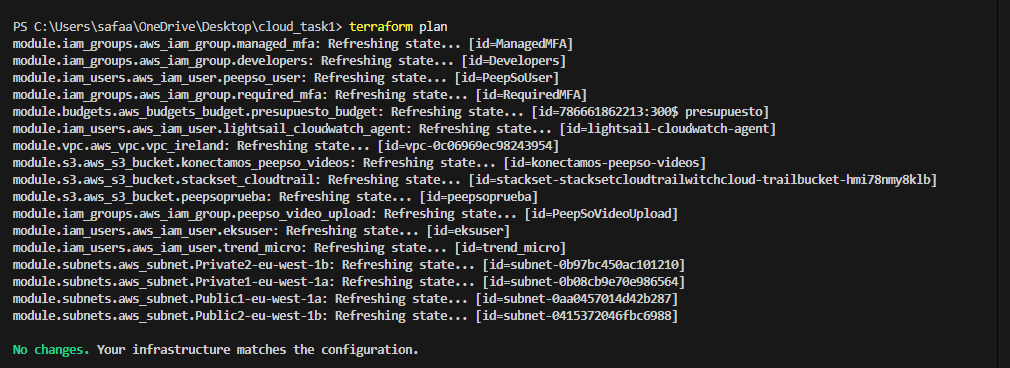 PS C:\Users\safaa\OneDrive\Desktop\cloud_task1> terraform plan
module.iam_groups.aws_iam_group.managed_mfa: Refreshing state... [id=ManagedMFA]
module.iam_groups.aws_iam_group.developers: Refreshing state... [id=Developers]
module.iam_users.aws_iam_user.peepso_user: Refreshing state... [id=PeepSoUser]
module.iam_groups.aws_iam_group.required_mfa: Refreshing state... [id=RequiredMFA]
module.budgets.aws_budgets_budget.presupuesto_budget: Refreshing state... [id=786661862213:300$ presupuesto]
module.iam_users.aws_iam_user.lightsail_cloudwatch_agent: Refreshing state... [id=lightsail-cloudwatch-agent]
module.vpc.aws_vpc.vpc_ireland: Refreshing state... [id=vpc-0c06969ec98243954]
module.s3.aws_s3_bucket.konectamos_peepso_videos: Refreshing state... [id=konectamos-peepso-videos]
module.s3.aws_s3_bucket.stackset_cloudtrail: Refreshing state... [id=stackset-stacksetcloudtrailwitchcloud-trailbucket-hmi78nmy8klb]
module.s3.aws_s3_bucket.peepsoprueba: Refreshing state... [id=peepsoprueba]
module.iam_groups.aws_iam_group.peepso_video_upload: Refreshing state... [id=PeepSoVideoUpload]
module.iam_users.aws_iam_user.eksuser: Refreshing state... [id=eksuser]
module.iam_users.aws_iam_user.trend_micro: Refreshing state... [id=trend_micro]
module.subnets.aws_subnet.Private2-eu-west-1b: Refreshing state... [id=subnet-0b97bc450ac101210]
module.subnets.aws_subnet.Private1-eu-west-1a: Refreshing state... [id=subnet-0b08cb9e70e986564]
module.subnets.aws_subnet.Public1-eu-west-1a: Refreshing state... [id=subnet-0aa0457014d42b287]
module.subnets.aws_subnet.Public2-eu-west-1b: Refreshing state... [id=subnet-0415372046fbc6988]
No changes. Your infrastructure matches the configuration.